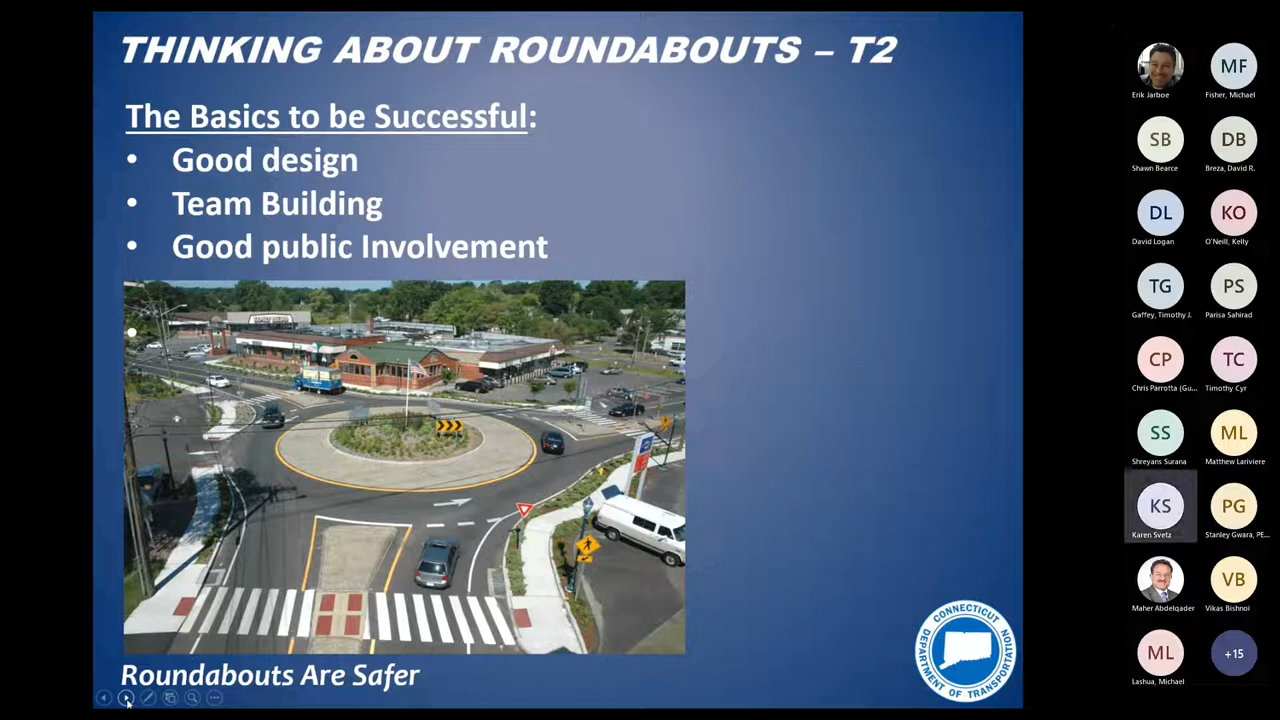 THINKING ABOUT ROUNDABOUTS – T2
The Basics to be Successful:
• Good design
• Team Building
• Good public Involvement
Roundabouts Are Safer
CONNECTICUT
DEPARTMENT OF TRANSPORTATION
Erik Jarboe
MF
Fisher, Michael
SB
Shawn Bearce
DB
Breza, David R.
DL
David Logan
KO
O'Neill, Kelly
TG
Gaffey, Timothy J.
PS
Parisa Sahirad
CP
Chris Parrotta (Gu...
TC
Timothy Cyr
SS
Shreyans Surana
ML
Matthew Lariviere
KS
Karen Svetz
PG
Stanley Gwara, PE...
Maher Abdelqader
VB
Vikas Bishnoi
ML
Lashua, Michael
+15